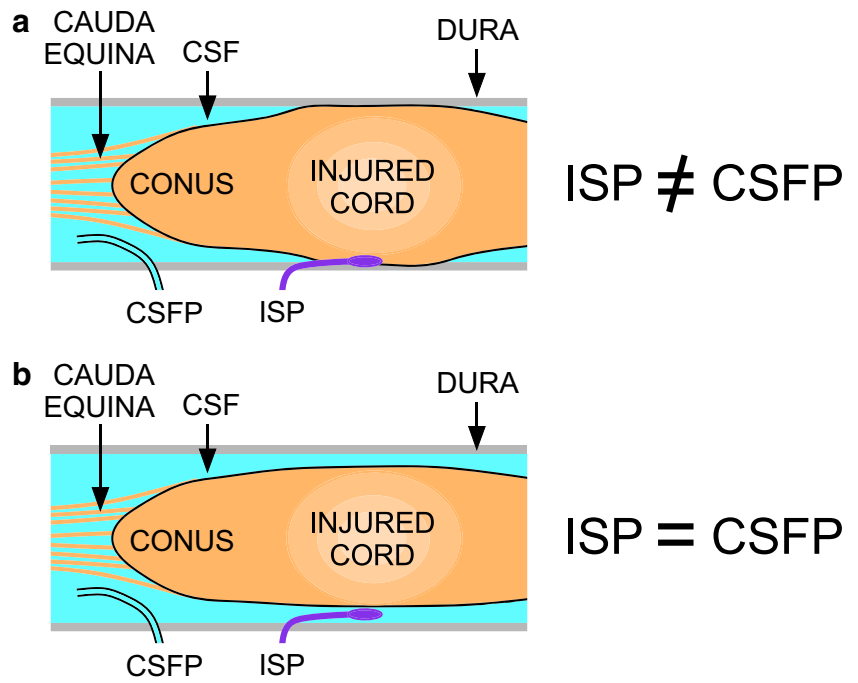 a
CAUDA
EQUINA
CSF
DURA
CONUS
INJURED
CORD
CSFP
ISP
ISP ≠ CSFP
b
CAUDA
EQUINA
CSF
DURA
CONUS
INJURED
CORD
CSFP
ISP
ISP = CSFP